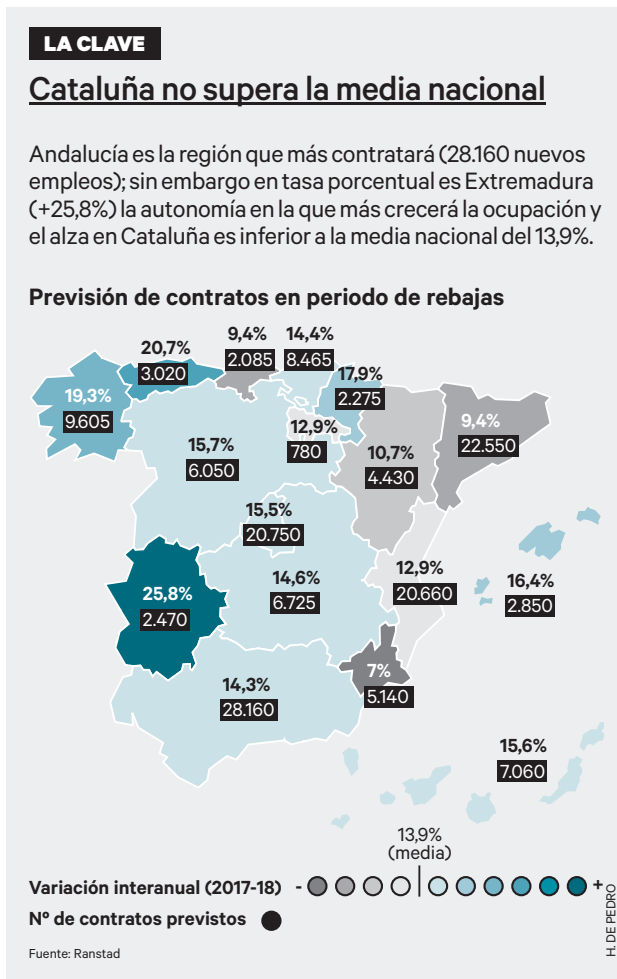 LA CLAVE
Cataluña no supera la media nacional
Andalucía es la región que más contratará (28.160 nuevos
empleos); sin embargo en tasa porcentual es Extremadura
(+25,8%) la autonomía en la que más crecerá la ocupación y
el alza en Cataluña es inferior a la media nacional del 13,9%.
Previsión de contratos en periodo de rebajas
20,7%
3.020
9,4%
2.085
14,4%
8.465
17,9%
2.275
19,3%
9.605
15,7%
6.050
12,9%
780
10,7%
4.430
9,4%
22.550
15,5%
20.750
25,8%
2.470
14,6%
6.725
12,9%
20.660
16,4%
2.850
7%
5.140
14,3%
28.160
15,6%
7.060
13,9%
(media)
Variación interanual (2017-18) - +
Nº de contratos previstos
Fuente: Ranstad
H. DE PEDRO